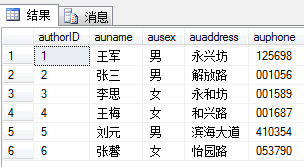 结果 消息
authorID auname ausex auaddress auphone
1 1 王军 男 永兴坊 125698
2 2 张三 男 解放路 001056
3 3 李思 女 永和坊 001589
4 4 王梅 女 和兴路 001687
5 5 刘元 男 滨海大道 410354
6 6 张馨 女 怡园路 053790